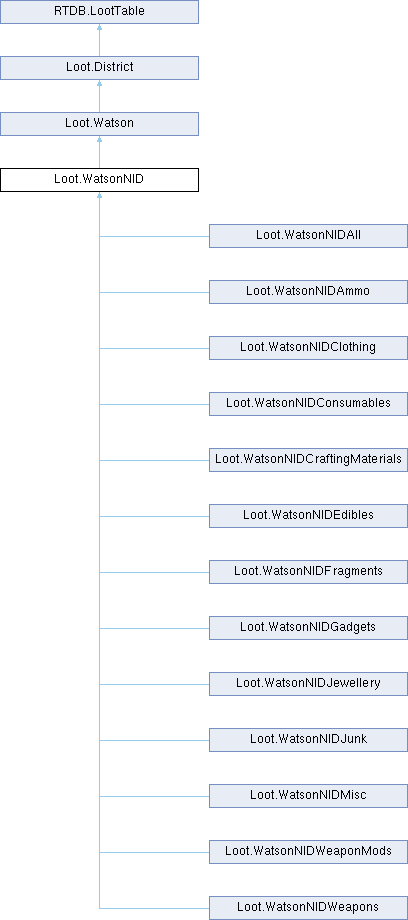 RTDB.LootTable
Loot.District
Loot.Watson
Loot.WatsonNID
Loot.WatsonNIDAll
Loot.WatsonNIDAmmo
Loot.WatsonNIDClothing
Loot.WatsonNIDConsumables
Loot.WatsonNIDCraftingMaterials
Loot.WatsonNIDEdibles
Loot.WatsonNIDFragments
Loot.WatsonNIDGadgets
Loot.WatsonNIDJewellery
Loot.WatsonNIDJunk
Loot.WatsonNIDMisc
Loot.WatsonNIDWeaponMods
Loot.WatsonNIDWeapons